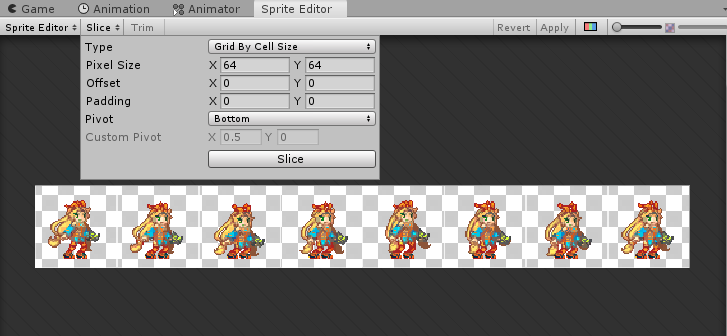 Game Animation Animator Sprite Editor
Sprite Editor Slice Trim Revert Apply
Type Grid By Cell Size
Pixel Size X 64 Y 64
Offset X 0 Y 0
Padding X 0 Y 0
Pivot Bottom
Custom Pivot X 0.5 Y 0
Slice